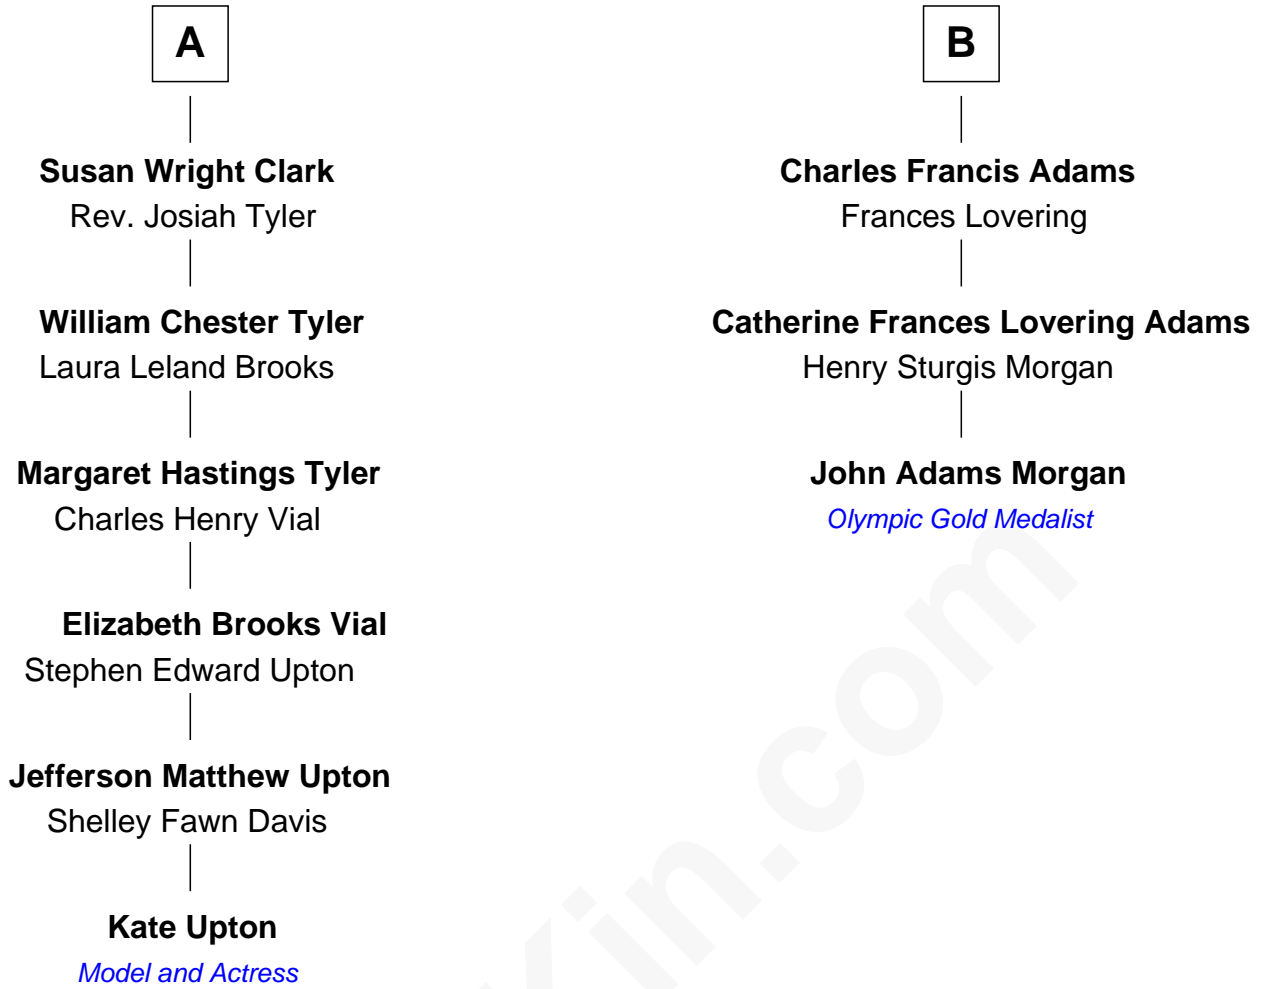 A
Susan Wright Clark
Rev. Josiah Tyler
William Chester Tyler
Laura Leland Brooks
Margaret Hastings Tyler
Charles Henry Vial
Elizabeth Brooks Vial
Stephen Edward Upton
Jefferson Matthew Upton
Shelley Fawn Davis
Kate Upton
Model and Actress
B
Charles Francis Adams
Frances Lovering
Catherine Frances Lovering Adams
Henry Sturgis Morgan
John Adams Morgan
Olympic Gold Medalist
Kin.com